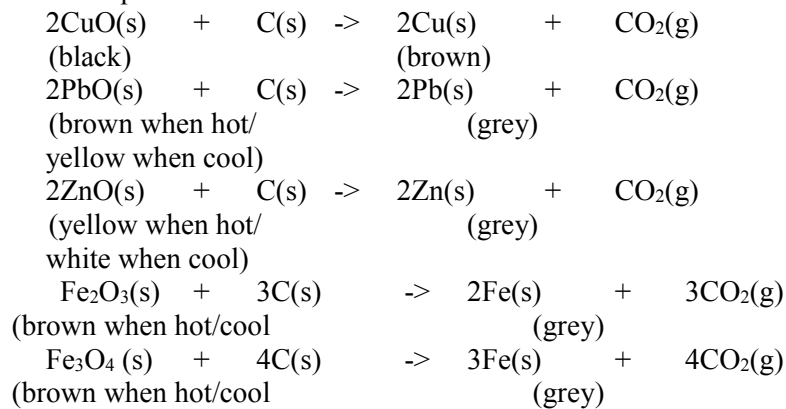 2CuO(s) + C(s) -> 2Cu(s) + CO₂(g)
(black) (brown)
2PbO(s) + C(s) -> 2Pb(s) + CO₂(g)
(brown when hot/ (grey)
yellow when cool)
2ZnO(s) + C(s) -> 2Zn(s) + CO₂(g)
(yellow when hot/ (grey)
white when cool)
Fe₂O₃(s) + 3C(s) -> 2Fe(s) + 3CO₂(g)
(brown when hot/cool (grey)
Fe₃O₄ (s) + 4C(s) -> 3Fe(s) + 4CO₂(g)
(brown when hot/cool (grey)